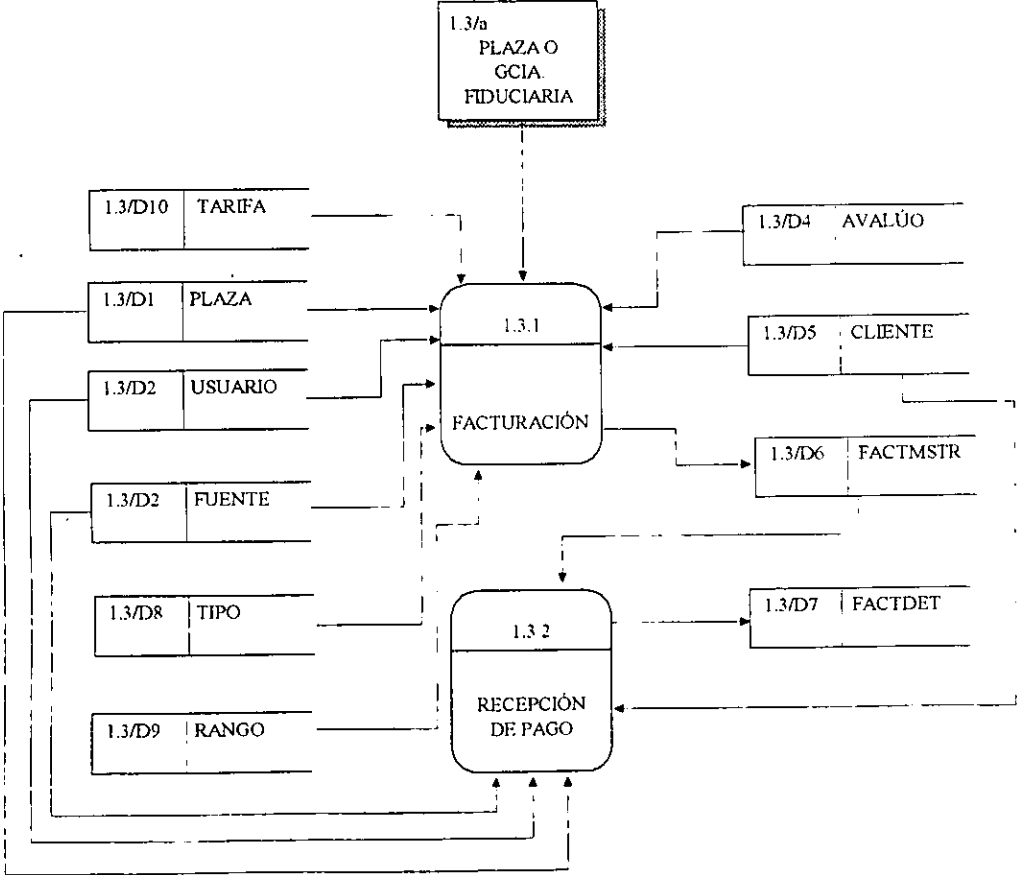 1.3/a
PLAZA O
GCIA.
FIDUCIARIA
1.3/D10 TARIFA
1.3/D4 AVALÚO
1.3/D1 PLAZA
1.3.1
1.3/D5 CLIENTE
1.3/D2 USUARIO
FACTURACIÓN
1.3/D6 FACTMSTR
1.3/D2 FUENTE
1.3/D8 TIPO
1.3 2
1.3/D7 FACTDET
RECEPCIÓN
DE PAGO
1.3/D9 RANGO